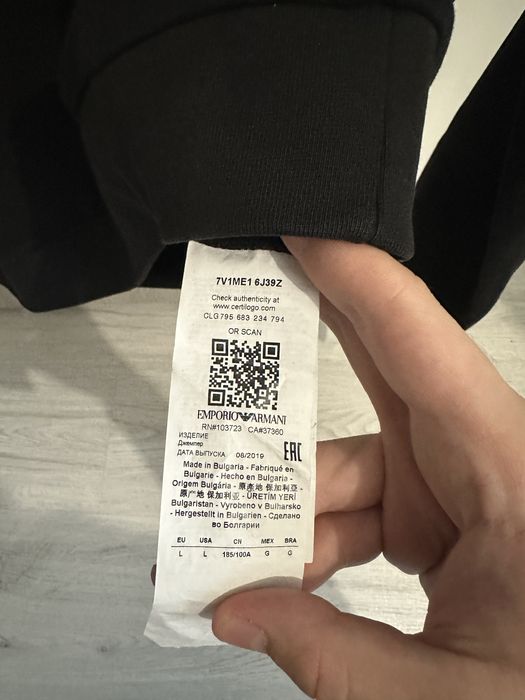 7V1ME1 6J39Z
Check authenticity at
www.certilogo.com
CLG 795 683 234 794
OR SCAN
EMPORIO ARMANI
RN#103723 CA#37360
ИЗДЕЛИЕ
Джемпер
ДАТА ВЫПУСКА 08/2019
EAC
Made in Bulgaria - Fabriqué en
Bulgarie - Hecho en Bulgaria -
Origem Bulgária - 原產地 保加利亞 -
原产地 保加利亚 - ÜRETİM YERİ
Bulgaristan - Vyrobeno v Bulharsko
- Hergestellt in Bulgarien - Сделано
во Болгарии
EU USA CN MEX BRA
L L 185/100A G G